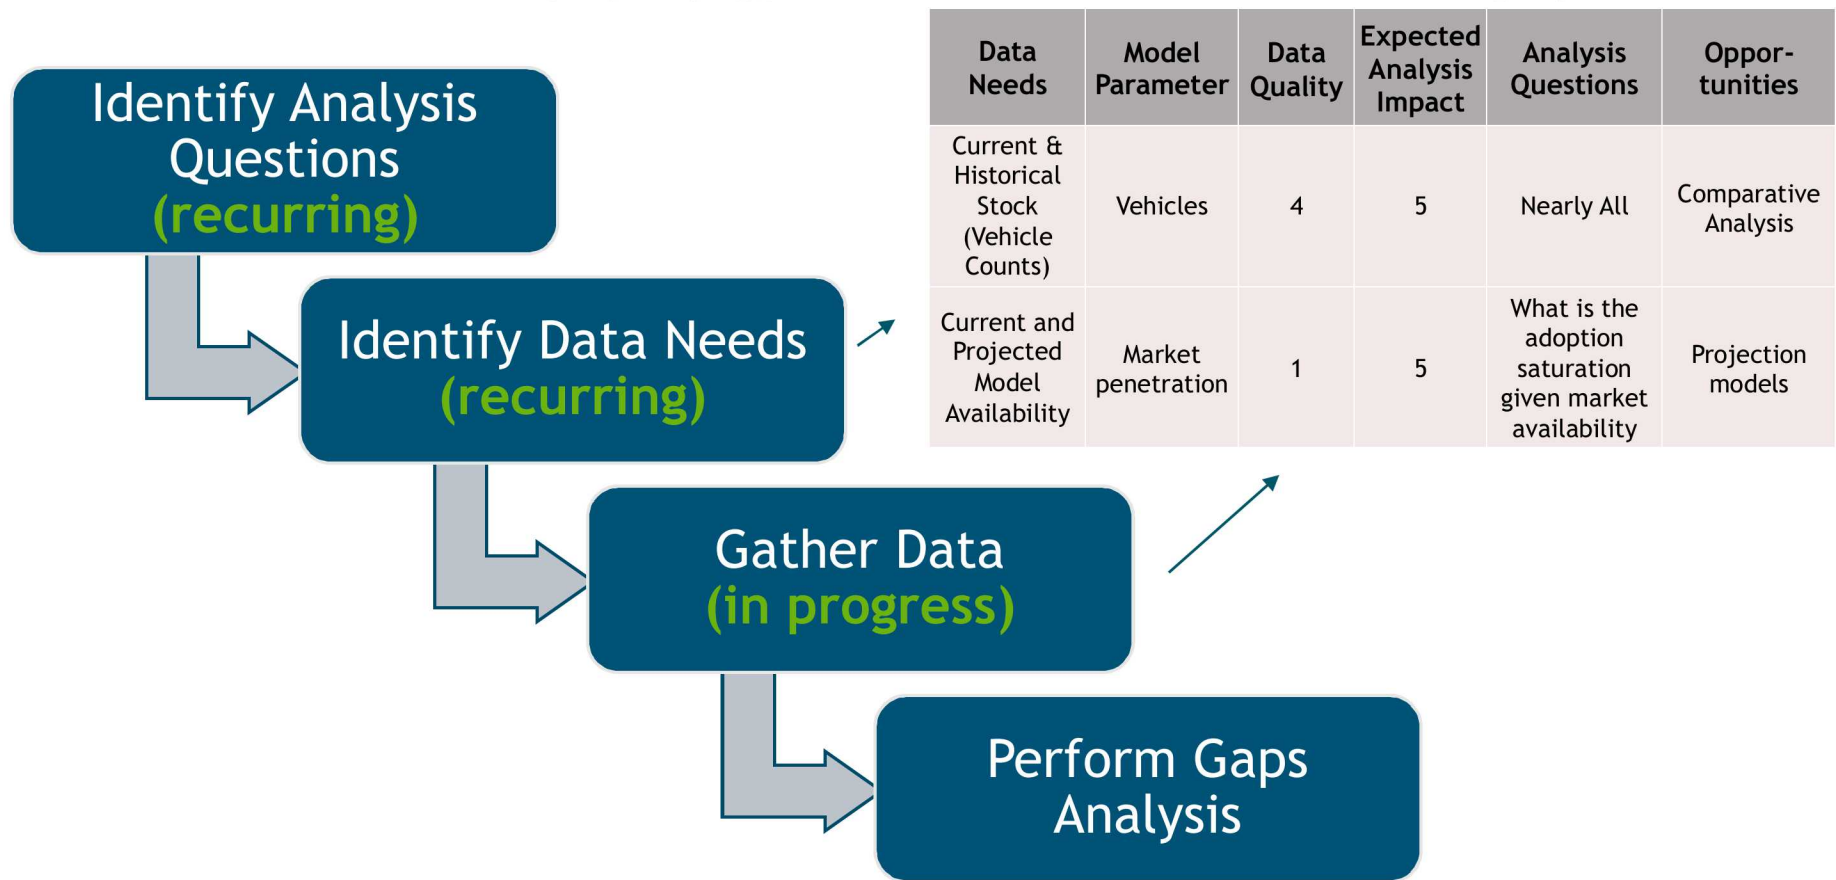 Identify Analysis
Questions
(recurring)
Identify Data Needs
(recurring)
Gather Data
(in progress)
Perform Gaps
Analysis
Data
Needs
Model
Parameter
Data
Quality
Expected
Analysis
Impact
Analysis
Questions
Oppor-
tunities
Current &
Historical
Stock
(Vehicle
Counts)
Vehicles
4
5
Nearly All
Comparative
Analysis
Current and
Projected
Model
Availability
Market
penetration
1
5
What is the
adoption
saturation
given market
availability
Projection
models